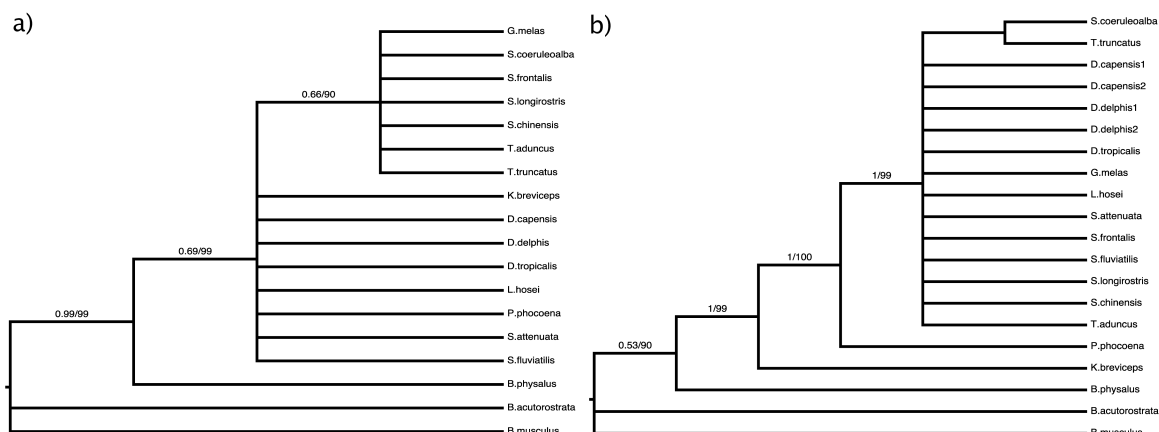 a)
G.melas
S.coeruleoalba
S.frontalis
0.66/90
S.longirostris
S.chinensis
T.aduncus
T.truncatus
K.breviceps
D.capensis
D.delphis
0.69/99
D.tropicalis
L.hosei
P.phocoena
0.99/99
S.attenuata
S.fluviatilis
B.physalus
B.acutorostrata
B.musculus
b)
S.coeruleoalba
T.truncatus
D.capensis1
D.capensis2
D.delphis1
D.delphis2
D.tropicalis
G.melas
1/99
L.hosei
S.attenuata
S.frontalis
S.fluviatilis
1/100
S.longirostris
S.chinensis
1/99
T.aduncus
P.phocoena
0.53/90
K.breviceps
B.physalus
B.acutorostrata
B.musculus